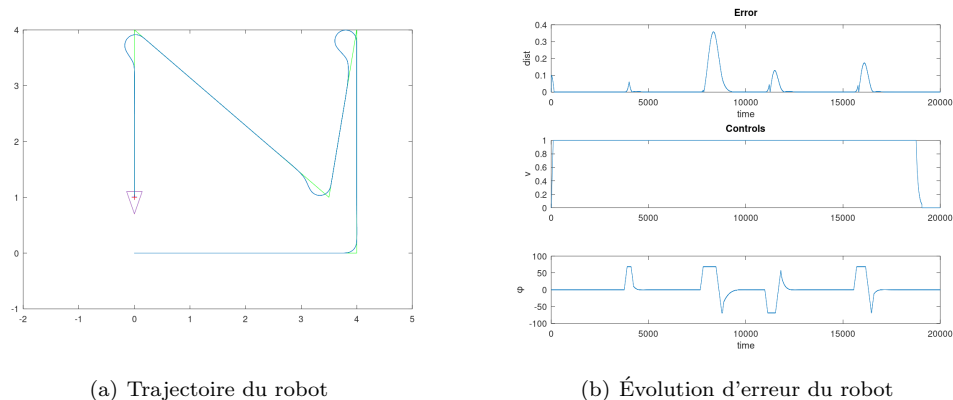 4
3
2
1
0
-1
-2 -1 0 1 2 3 4 5
(a) Trajectoire du robot
Error
0.4
0.3
0.2
0.1
0
dist
0 5000 10000 15000 20000
time
Controls
1
0.8
0.6
0.4
0.2
0
v
0 5000 10000 15000 20000
100
50
0
-50
-100
φ
0 5000 10000 15000 20000
time
(b) Évolution d'erreur du robot